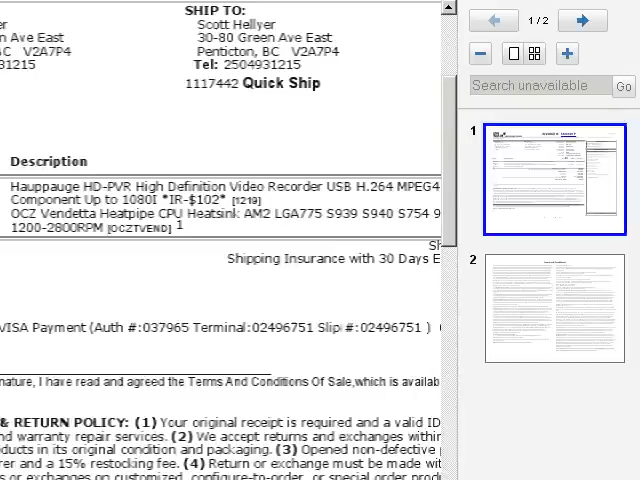 SHIP TO:
er Scott Hellyer
n Ave East 30-80 Green Ave East
BC V2A7P4 Penticton, BC V2A7P4
931215 Tel: 2504931215
1117442 Quick Ship
Description
Hauppauge HD-PVR High Definition Video Recorder USB H.264 MPEG4
Component Up to 1080I *IR-$102* [1219]
OCZ Vendetta Heatpipe CPU Heatsink: AM2 LGA775 S939 S940 S754 9
1200-2800RPM [OCZTVEND] 1
Sh
Shipping Insurance with 30 Days E
VISA Payment (Auth #:037965 Terminal:02496751 Slip#:02496751 )
nature, I have read and agreed the Terms And Conditions Of Sale,which is availab
& RETURN POLICY: (1) Your original receipt is required and a valid ID
nd warranty repair services. (2) We accept returns and exchanges within
ducts in its original condition and packaging. (3) Opened non-defective p
rer and a 15% restocking fee. (4) Return or exchange must be made wit
s or exchanges on customized, configure-to-order, or special order produ
1 / 2
Search unavailable Go
1
2